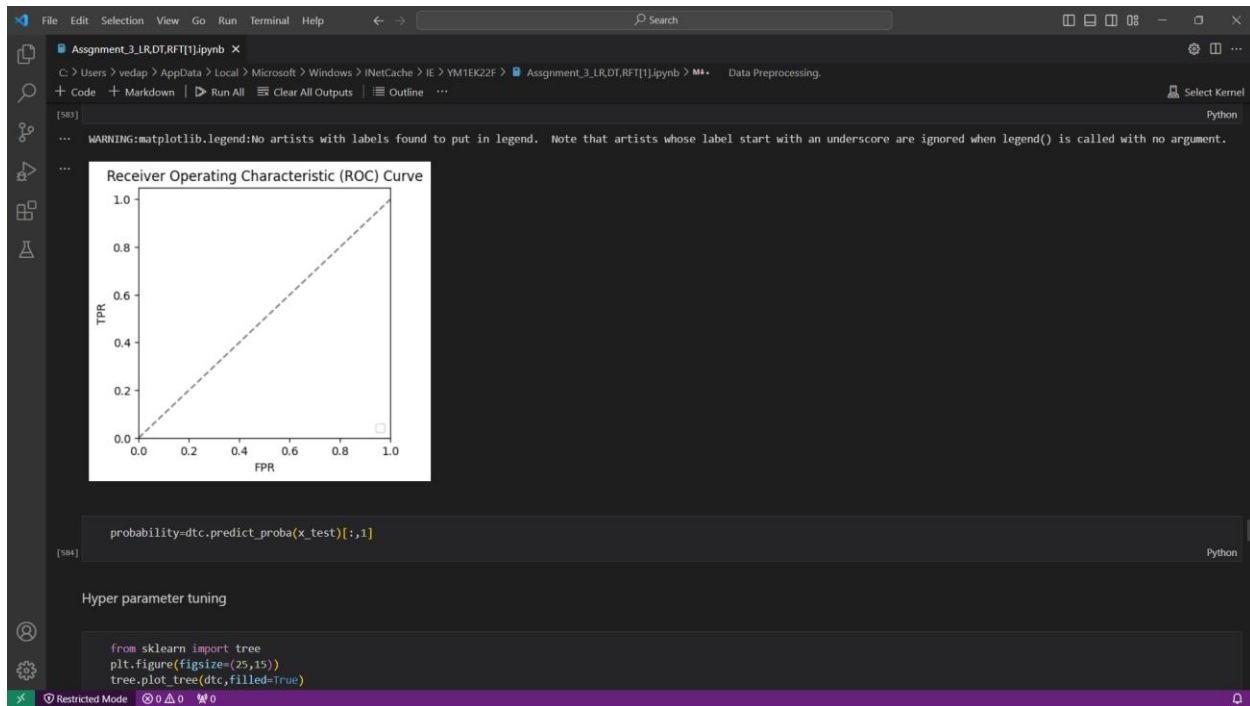 File Edit Selection View Go Run Terminal Help Search
Assgnment_3_LR,DT,RFT[1].ipynb
C: > Users > vedap > AppData > Local > Microsoft > Windows > INetCache > IE > YM1EK22F > Assgnment_3_LR,DT,RFT[1].ipynb > M↓ Data Preprocessing.
+ Code + Markdown | Run All Clear All Outputs | Outline ... Select Kernel
[583] Python
... WARNING:matplotlib.legend:No artists with labels found to put in legend. Note that artists whose label start with an underscore are ignored when legend() is called with no argument.
...
Receiver Operating Characteristic (ROC) Curve
1.0
0.8
0.6
TPR
0.4
0.2
0.0
0.0 0.2 0.4 0.6 0.8 1.0
FPR
probability=dtc.predict_proba(x_test)[:,1]
[584] Python
Hyper parameter tuning
from sklearn import tree
plt.figure(figsize=(25,15))
tree.plot_tree(dtc,filled=True)
Restricted Mode 0 0 0